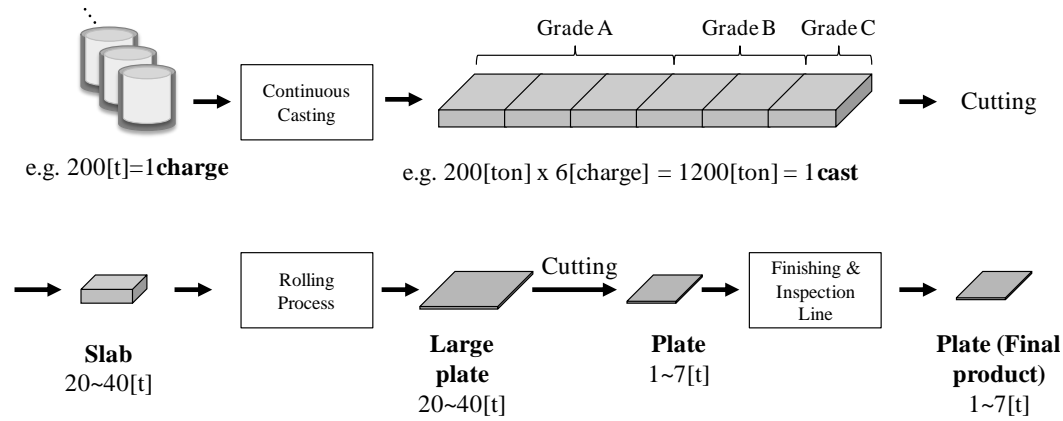 Grade A
Grade B
Grade C
Continuous
Casting
Cutting
e.g. 200[t]=1charge
e.g. 200[ton] x 6[charge] = 1200[ton] = 1cast
Rolling
Process
Cutting
Finishing &
Inspection
Line
Slab
20~40[t]
Large
plate
20~40[t]
Plate
1~7[t]
Plate (Final
product)
1~7[t]